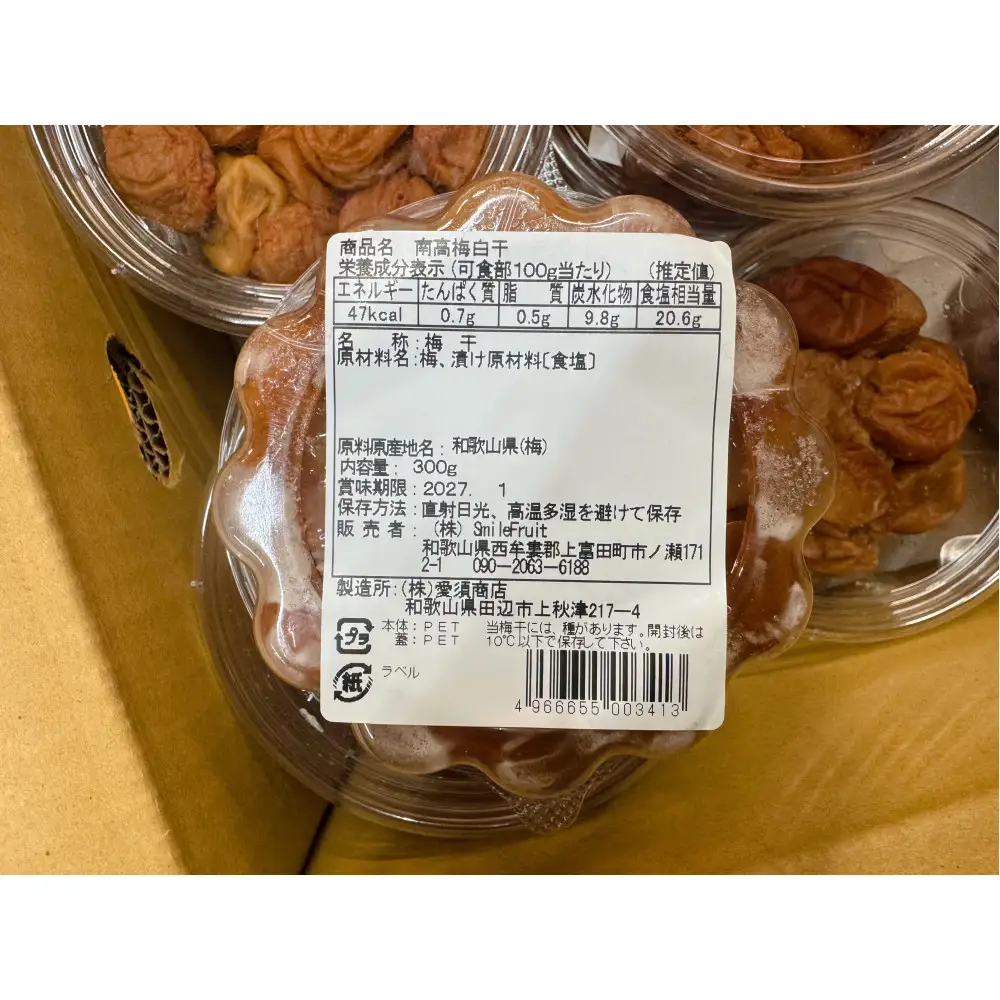 商品名 南高梅白干
栄養成分表示(可食部100g当たり) (推定値)
エネルギー たんぱく質 脂 質 炭水化物 食塩相当量
47kcal 0.7g 0.5g 9.8g 20.6g
名 称:梅 干
原材料名:梅、漬け原材料〔食塩〕
原料原産地名: 和歌山県(梅)
内容量: 300g
賞味期限:2027. 1
保存方法:直射日光、高温多湿を避けて保存
販売者:(株)SmileFruit
和歌山県西牟婁郡上富田町市ノ瀬171
2-1 090-2063-6188
製造所:(株)愛須商店
和歌山県田辺市上秋津217-4
プラ 本体:PET 当梅干には、種があります。開封後は
蓋:PET 10℃以下で保存して下さい。
紙 ラベル
4 966655 003413